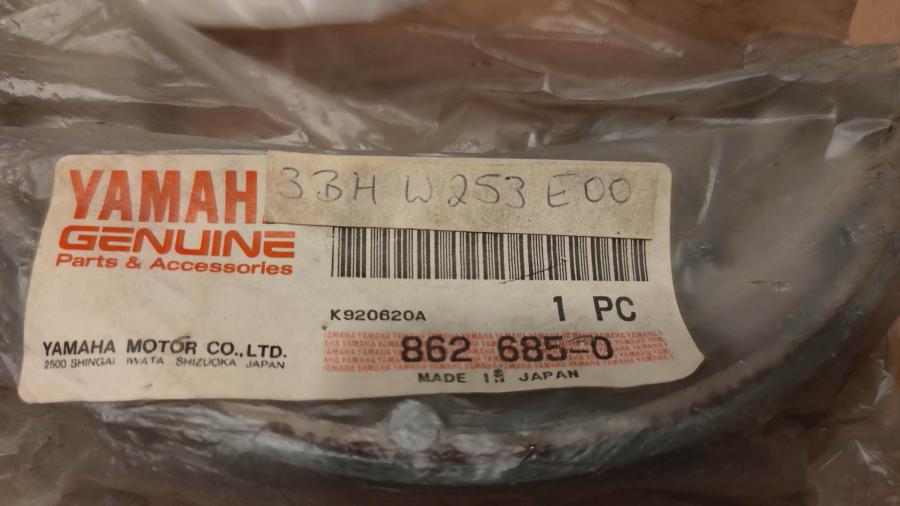 3BH W253 E00
YAMAH
GENUINE
Parts & Accessories
K920620A
1 PC
YAMAHA MOTOR CO., LTD.
2500 SHINGAI IWATA SHIZUOKA JAPAN
862 685-0
MADE IN JAPAN